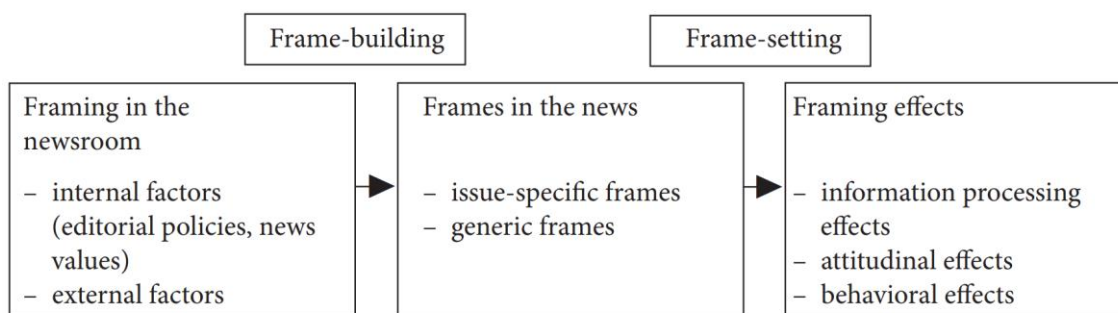 Frame-building
Frame-setting
Framing in the
newsroom
– internal factors
(editorial policies, news
values)
– external factors
Frames in the news
– issue-specific frames
– generic frames
Framing effects
– information processing
effects
– attitudinal effects
– behavioral effects